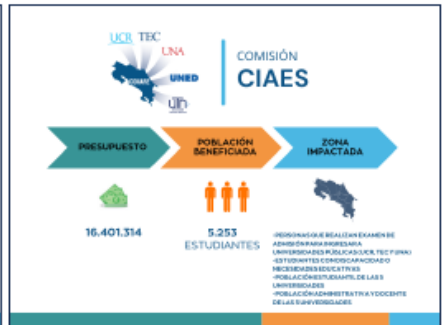 UCR TEC
UNA
CONARE
UNED
UTN
COMISIÓN
CIAES
PRESUPUESTO
POBLACIÓN
BENEFICIADA
ZONA
IMPACTADA
16.401.314
5.253
ESTUDIANTES
-PERSONAS QUE REALIZAN EXAMEN DE
ADMISIÓN PARA INGRESAR A
UNIVERSIDADES PÚBLICAS (UCR, TEC Y UNA)
-ESTUDIANTES CON DISCAPACIDAD O
NECESIDADES EDUCATIVAS
-POBLACIÓN ESTUDIANTIL DE LAS 5
UNIVERSIDADES
-POBLACIÓN ADMINISTRATIVA Y DOCENTE
DE LAS 5 UNIVERSIDADES